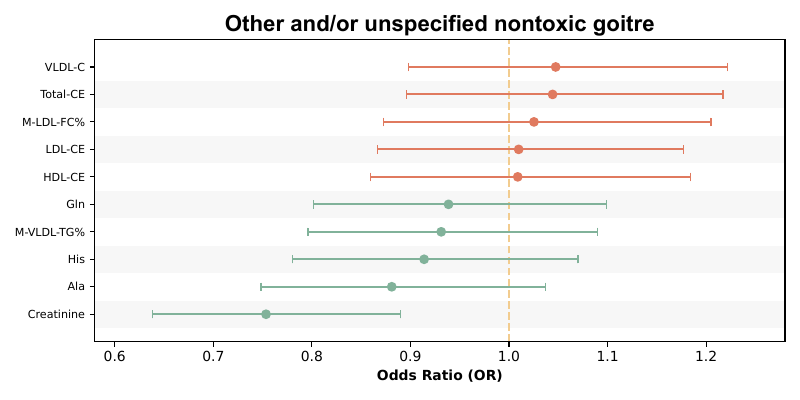 Other and/or unspecified nontoxic goitre
VLDL-C
Total-CE
M-LDL-FC%
LDL-CE
HDL-CE
Gln
M-VLDL-TG%
His
Ala
Creatinine
0.6 0.7 0.8 0.9 1.0 1.1 1.2
Odds Ratio (OR)